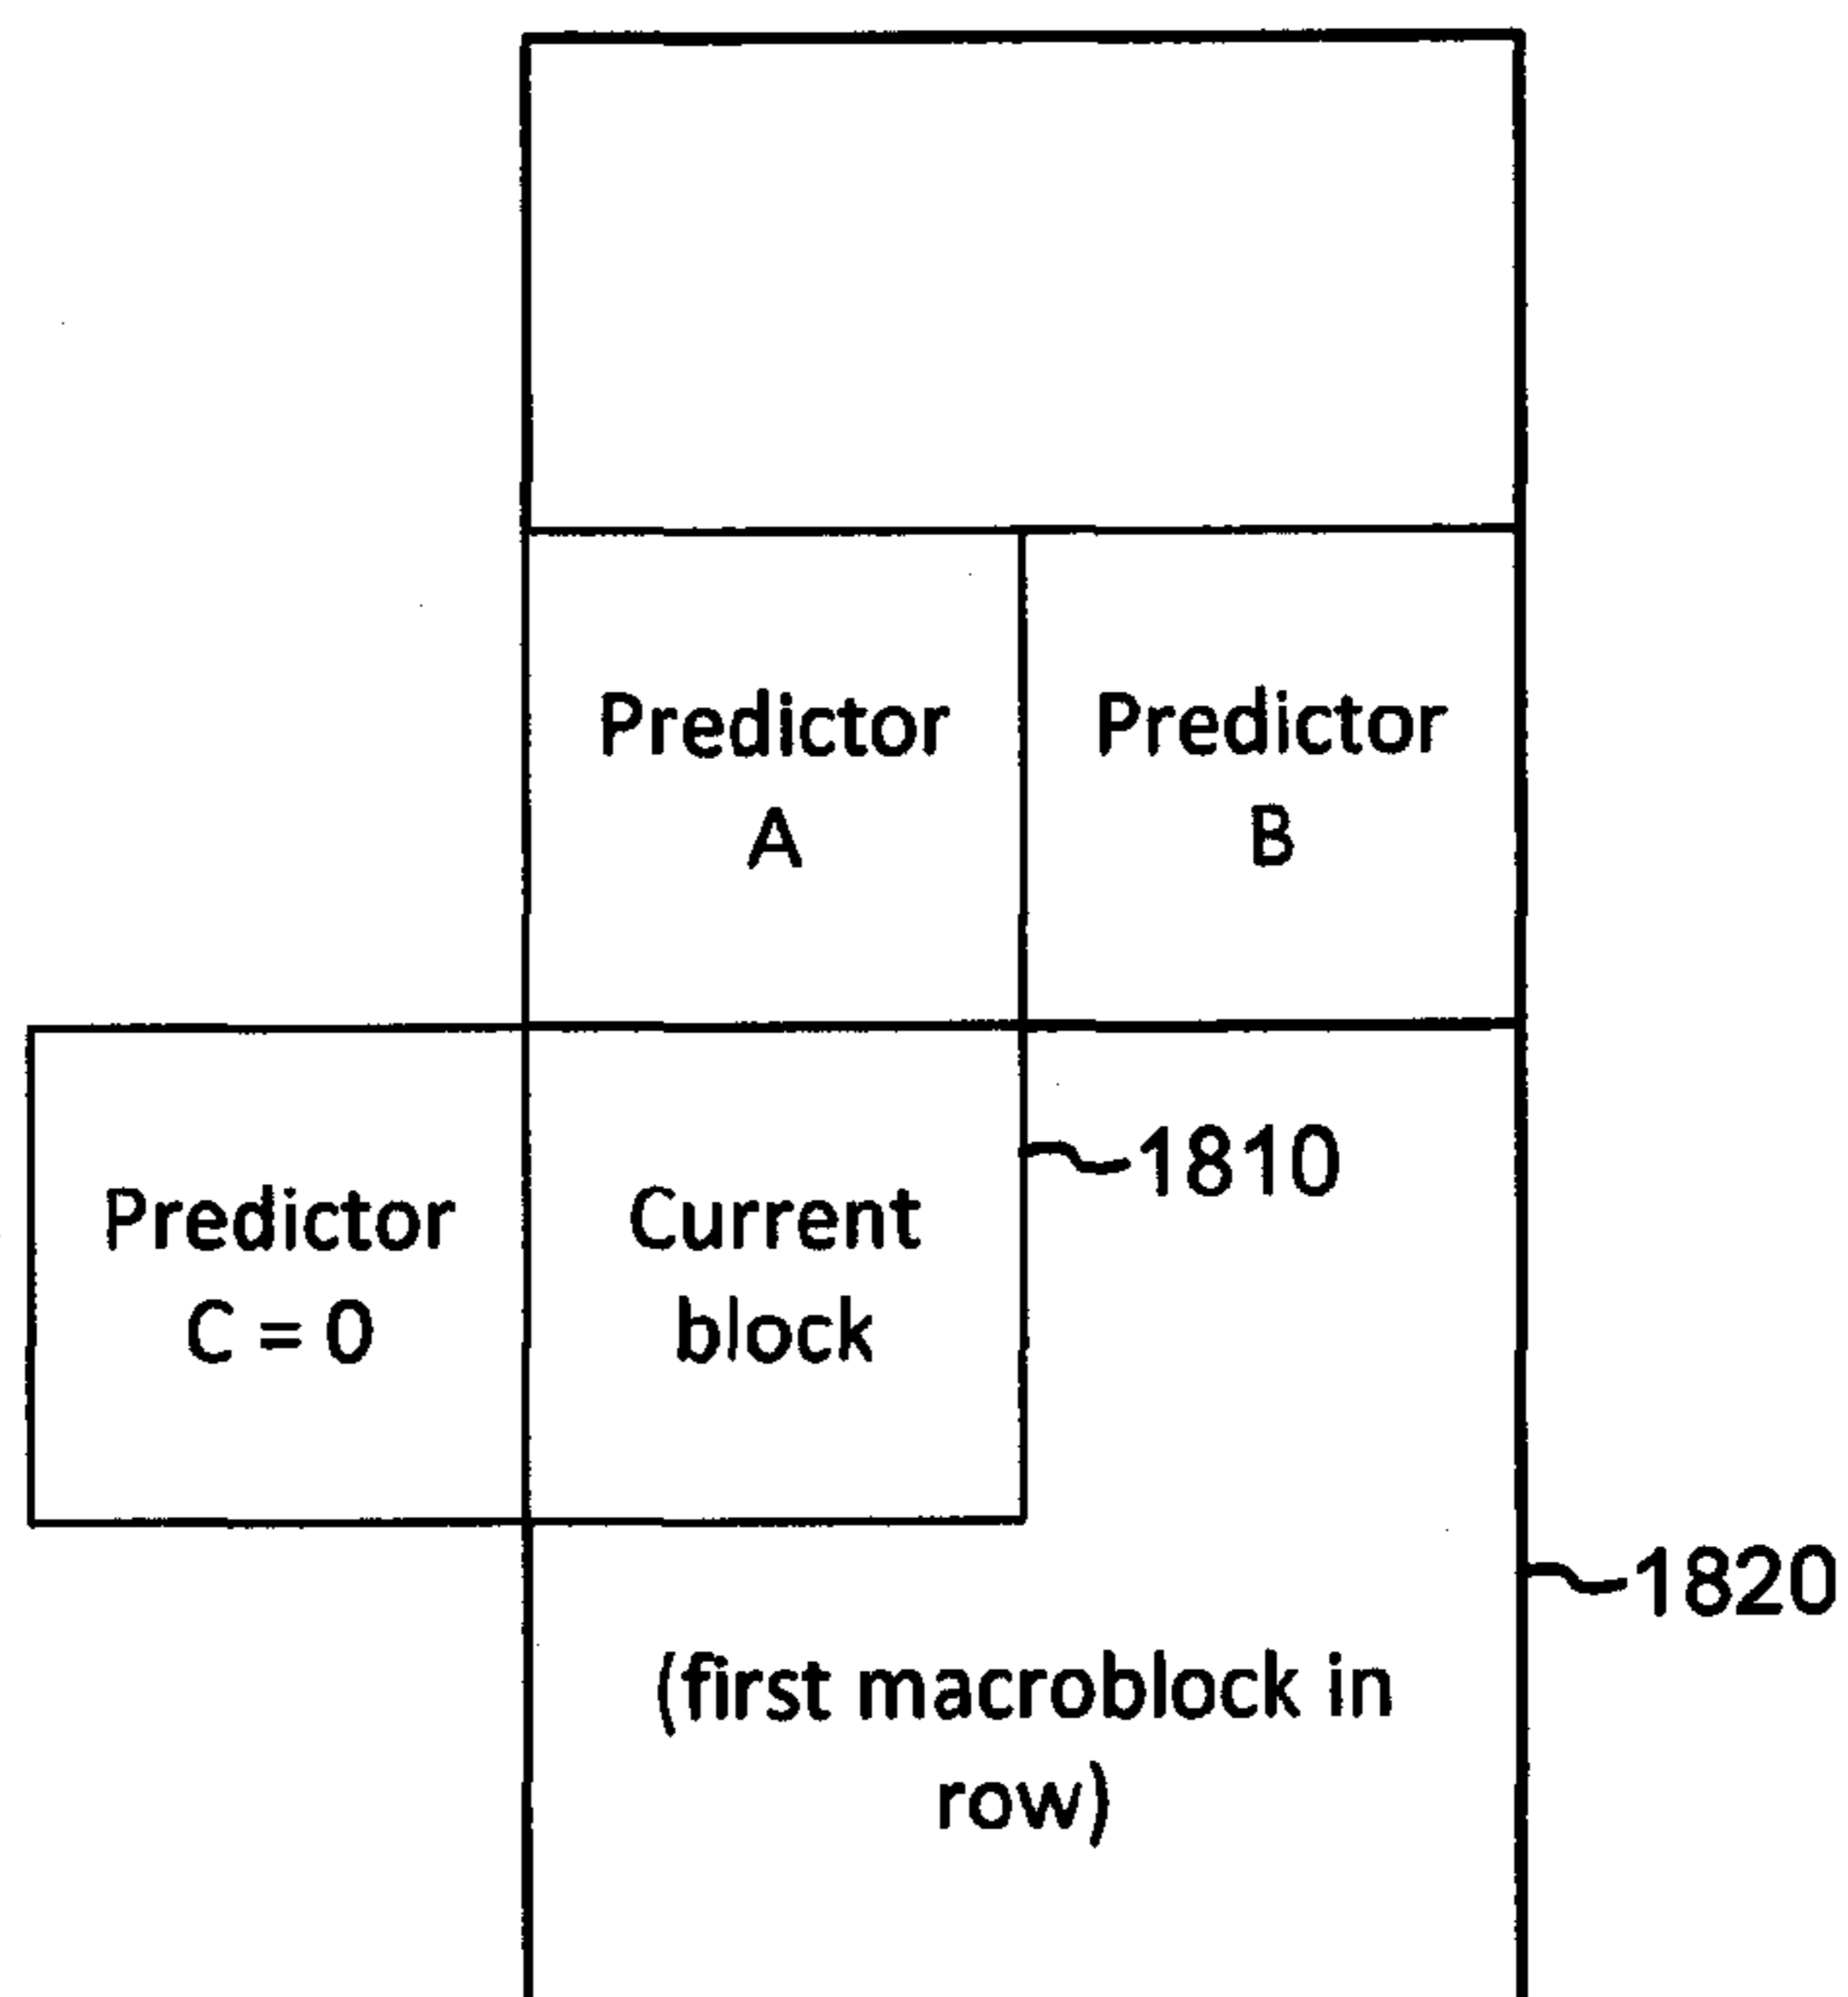 Predictor
A
Predictor
B
1810
Predictor
C = 0
Current
block
1820
(first macroblock in
row)